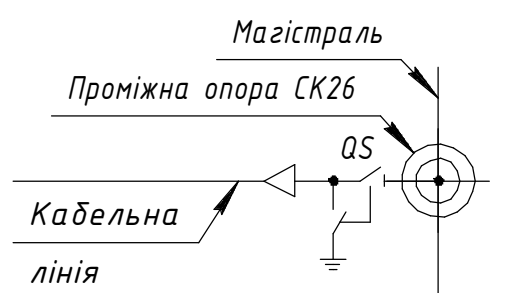 Магістраль
Проміжна опора СК26
QS
Кабельна
лінія